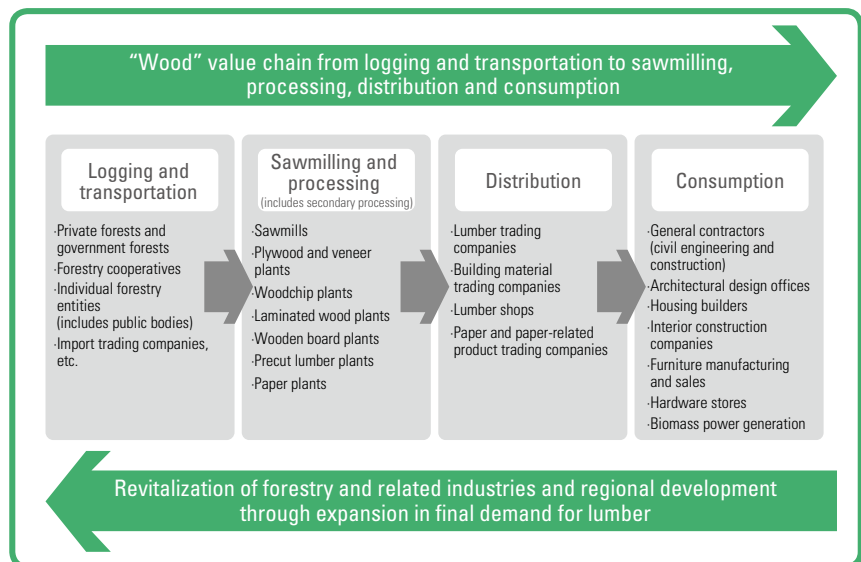 “Wood” value chain from logging and transportation to sawmilling,
processing, distribution and consumption
Logging and
transportation
·Private forests and
government forests
·Forestry cooperatives
·Individual forestry
entities
(includes public bodies)
·Import trading companies,
etc.
Sawmilling and
processing
(includes secondary processing)
·Sawmills
·Plywood and veneer
plants
·Woodchip plants
·Laminated wood plants
·Wooden board plants
·Precut lumber plants
·Paper plants
Distribution
·Lumber trading
companies
·Building material
trading companies
·Lumber shops
·Paper and paper-related
product trading companies
Consumption
·General contractors
(civil engineering and
construction)
·Architectural design offices
·Housing builders
·Interior construction
companies
·Furniture manufacturing
and sales
·Hardware stores
·Biomass power generation
Revitalization of forestry and related industries and regional development
through expansion in final demand for lumber